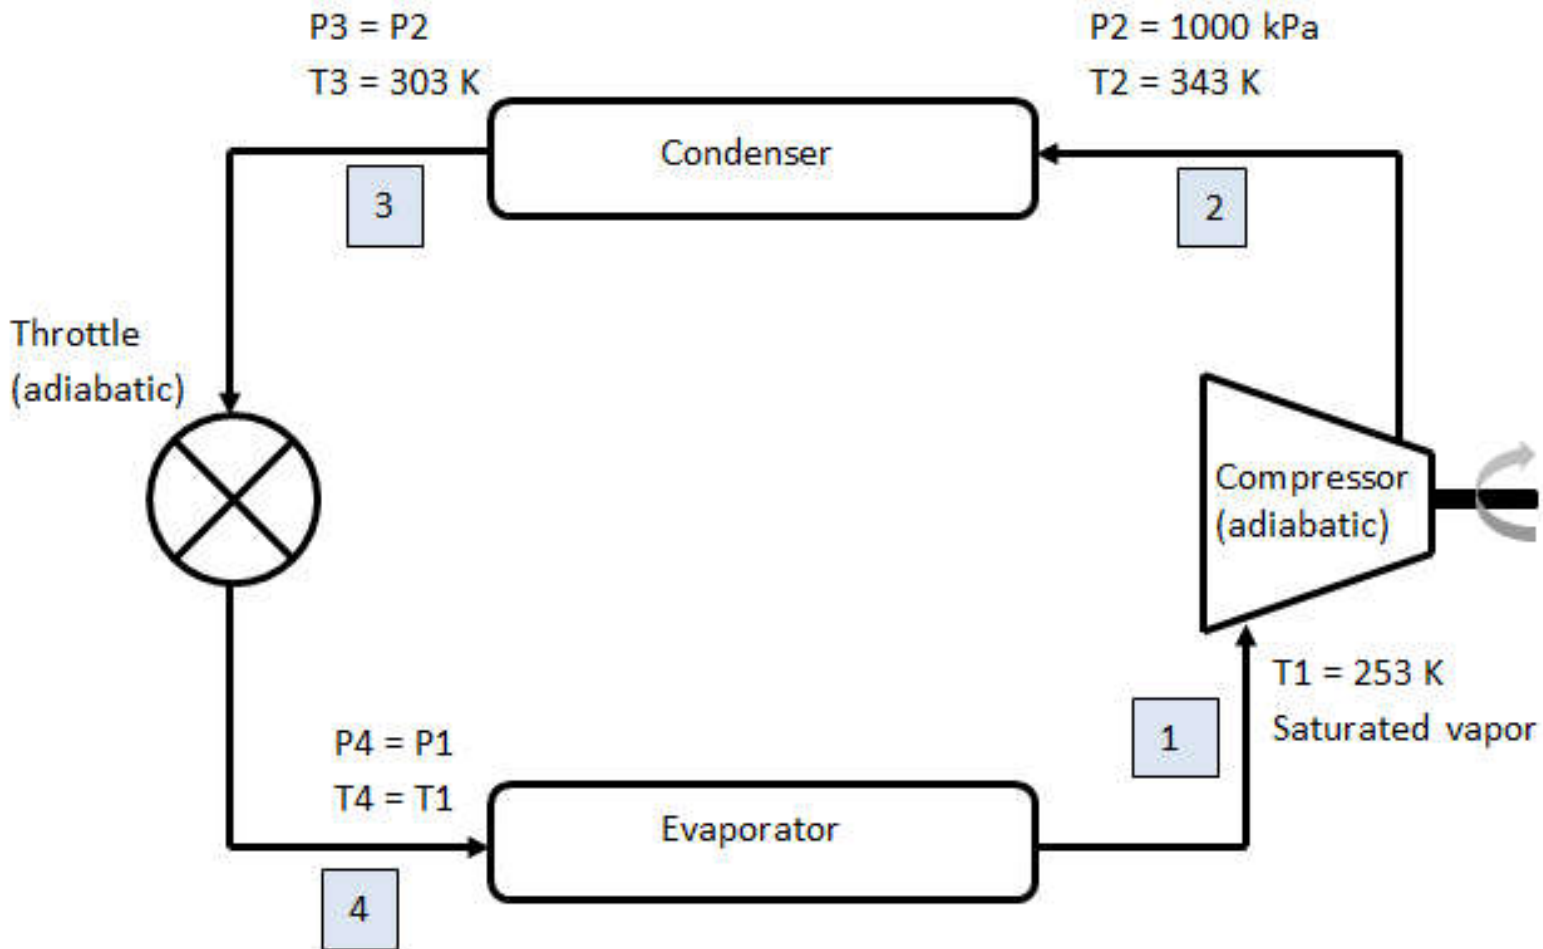 P3 = P2
T3 = 303 K
P2 = 1000 kPa
T2 = 343 K
Condenser
3
2
Throttle
(adiabatic)
Compressor
(adiabatic)
T1 = 253 K
Saturated vapor
1
P4 = P1
T4 = T1
Evaporator
4